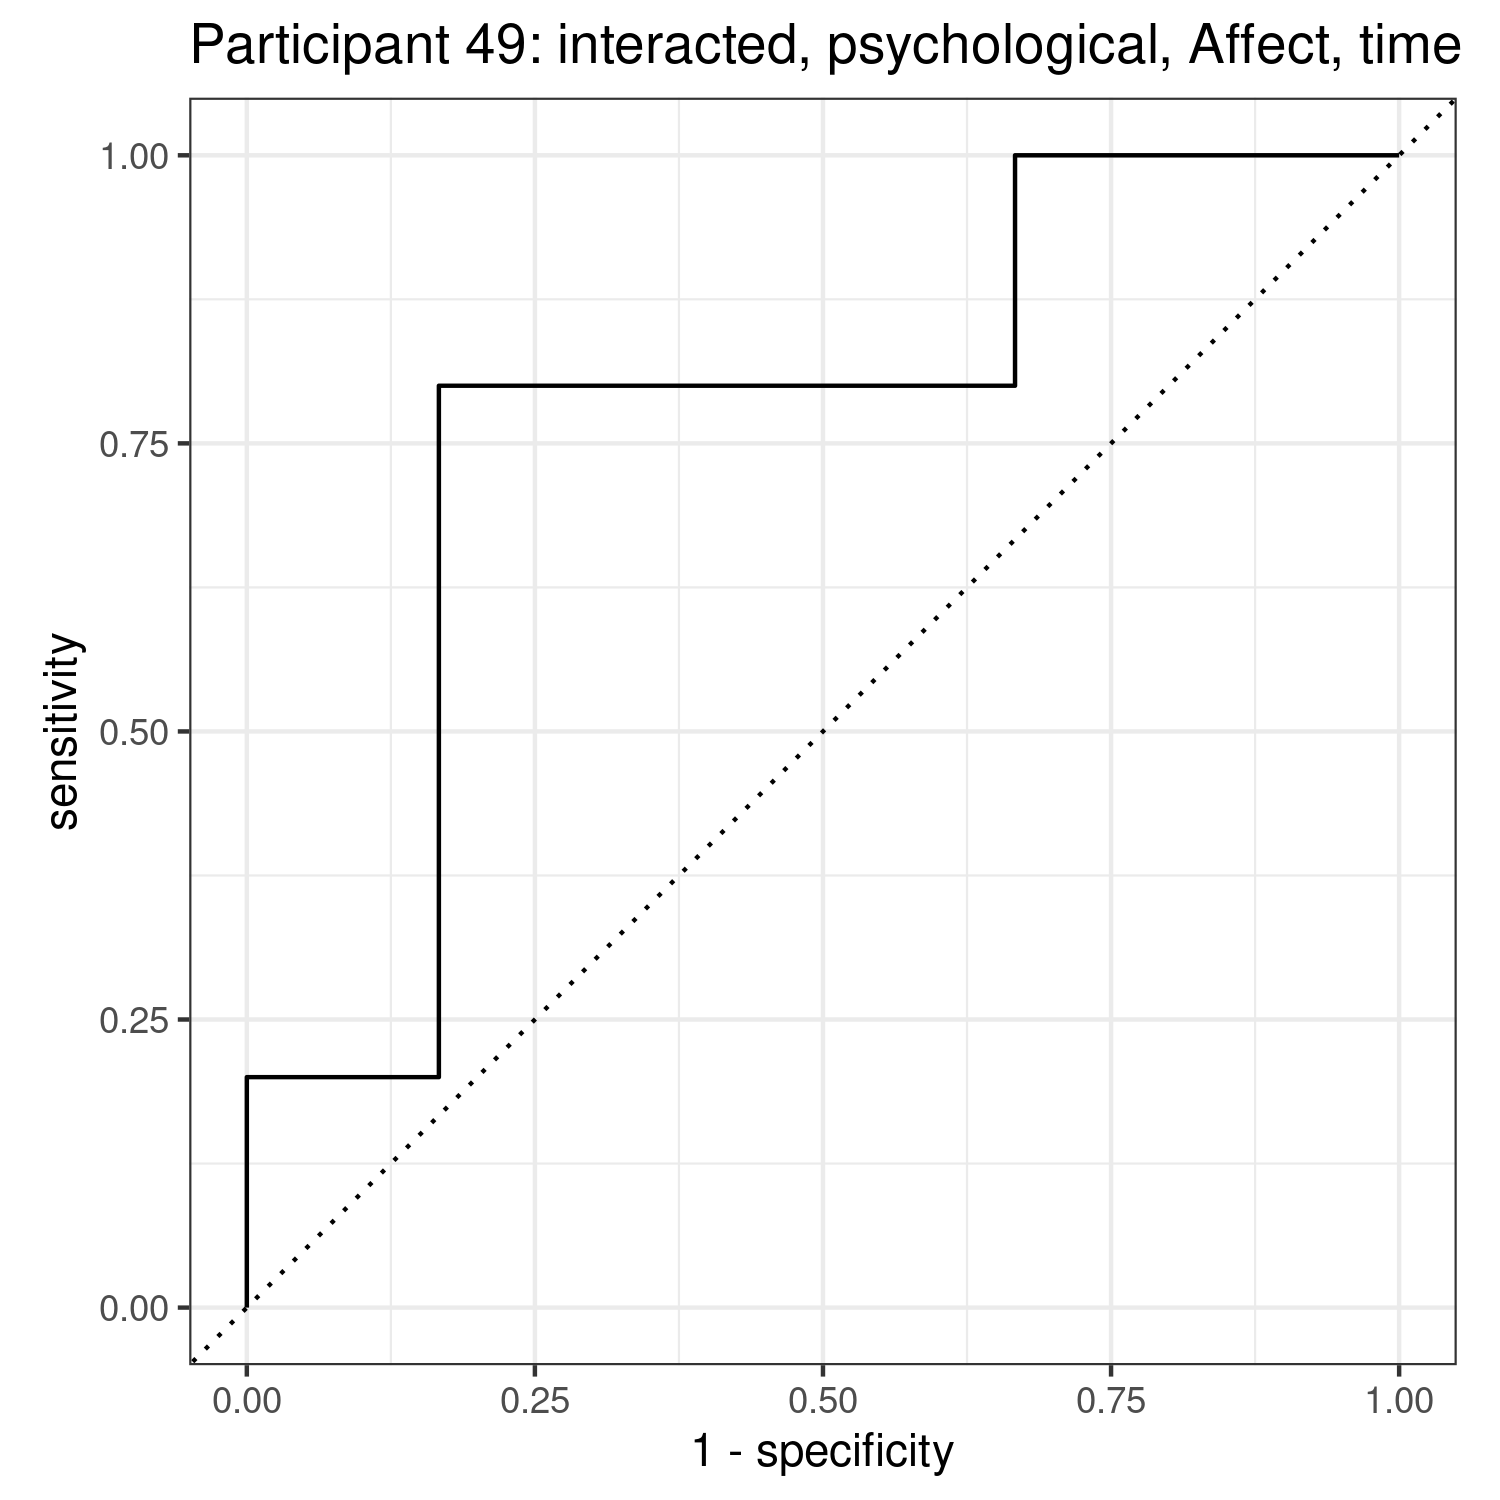 Participant 49: interacted, psychological, Affect, time
1.00
0.75
0.50
0.25
0.00
sensitivity
0.00 0.25 0.50 0.75 1.00
1 - specificity